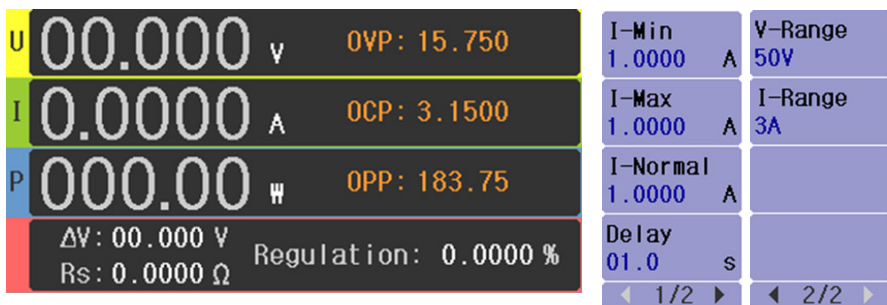 U 00.000 V OVP: 15.750
I 0.0000 A OCP: 3.1500
P 000.00 W OPP: 183.75
ΔV: 00.000 V
Rs: 0.0000 Ω
Regulation: 0.0000 %
I-Min
1.0000 A
I-Max
1.0000 A
I-Normal
1.0000 A
Delay
01.0 s
1/2
V-Range
50V
I-Range
3A
2/2